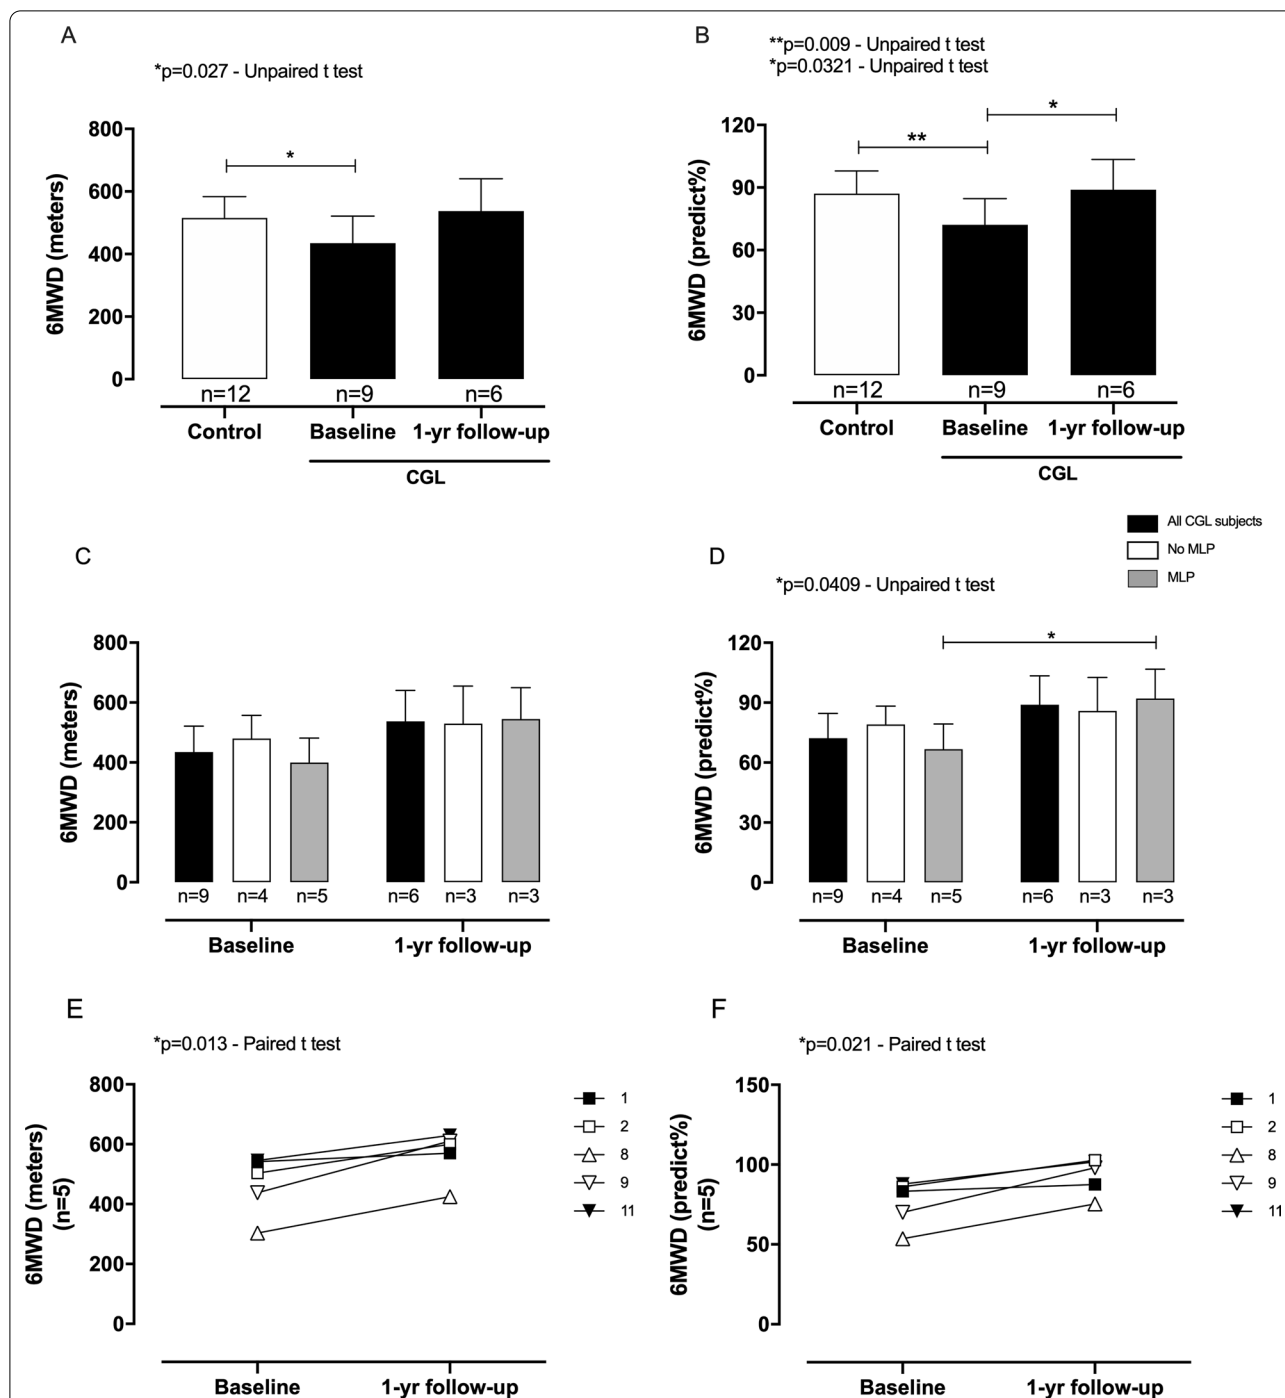 A
*p=0.027 - Unpaired t test
6MWD (meters)
800
600
400
200
0
*
n=12
n=9
n=6
Control
Baseline
1-yr follow-up
CGL
B
**p=0.009 - Unpaired t test
*p=0.0321 - Unpaired t test
6MWD (predict%)
120
90
60
30
0
**
*
n=12
n=9
n=6
Control
Baseline
1-yr follow-up
CGL
All CGL subjects
No MLP
MLP
C
6MWD (meters)
800
600
400
200
0
n=9
n=4
n=5
n=6
n=3
n=3
Baseline
1-yr follow-up
D
*p=0.0409 - Unpaired t test
6MWD (predict%)
120
90
60
30
0
*
n=9
n=4
n=5
n=6
n=3
n=3
Baseline
1-yr follow-up
E
*p=0.013 - Paired t test
6MWD (meters)
(n=5)
800
600
400
200
0
1
2
8
9
11
Baseline
1-yr follow-up
F
*p=0.021 - Paired t test
6MWD (predict%)
(n=5)
150
100
50
0
1
2
8
9
11
Baseline
1-yr follow-up